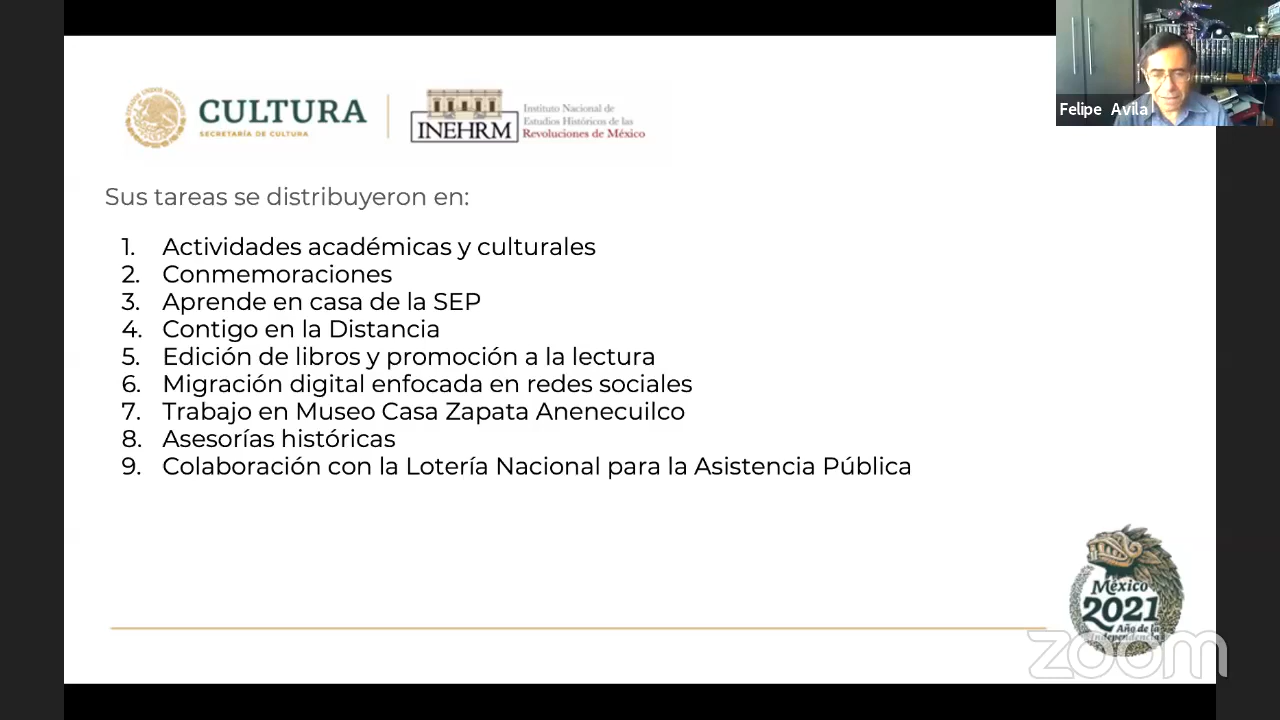 CULTURA
SECRETARÍA DE CULTURA
INEHRM
Instituto Nacional de
Estudios Históricos de las
Revoluciones de México
Felipe Avila
Sus tareas se distribuyeron en:
1. Actividades académicas y culturales
2. Conmemoraciones
3. Aprende en casa de la SEP
4. Contigo en la Distancia
5. Edición de libros y promoción a la lectura
6. Migración digital enfocada en redes sociales
7. Trabajo en Museo Casa Zapata Anenecuilco
8. Asesorías históricas
9. Colaboración con la Lotería Nacional para la Asistencia Pública
México
2021
Año de la
Independencia
zoom